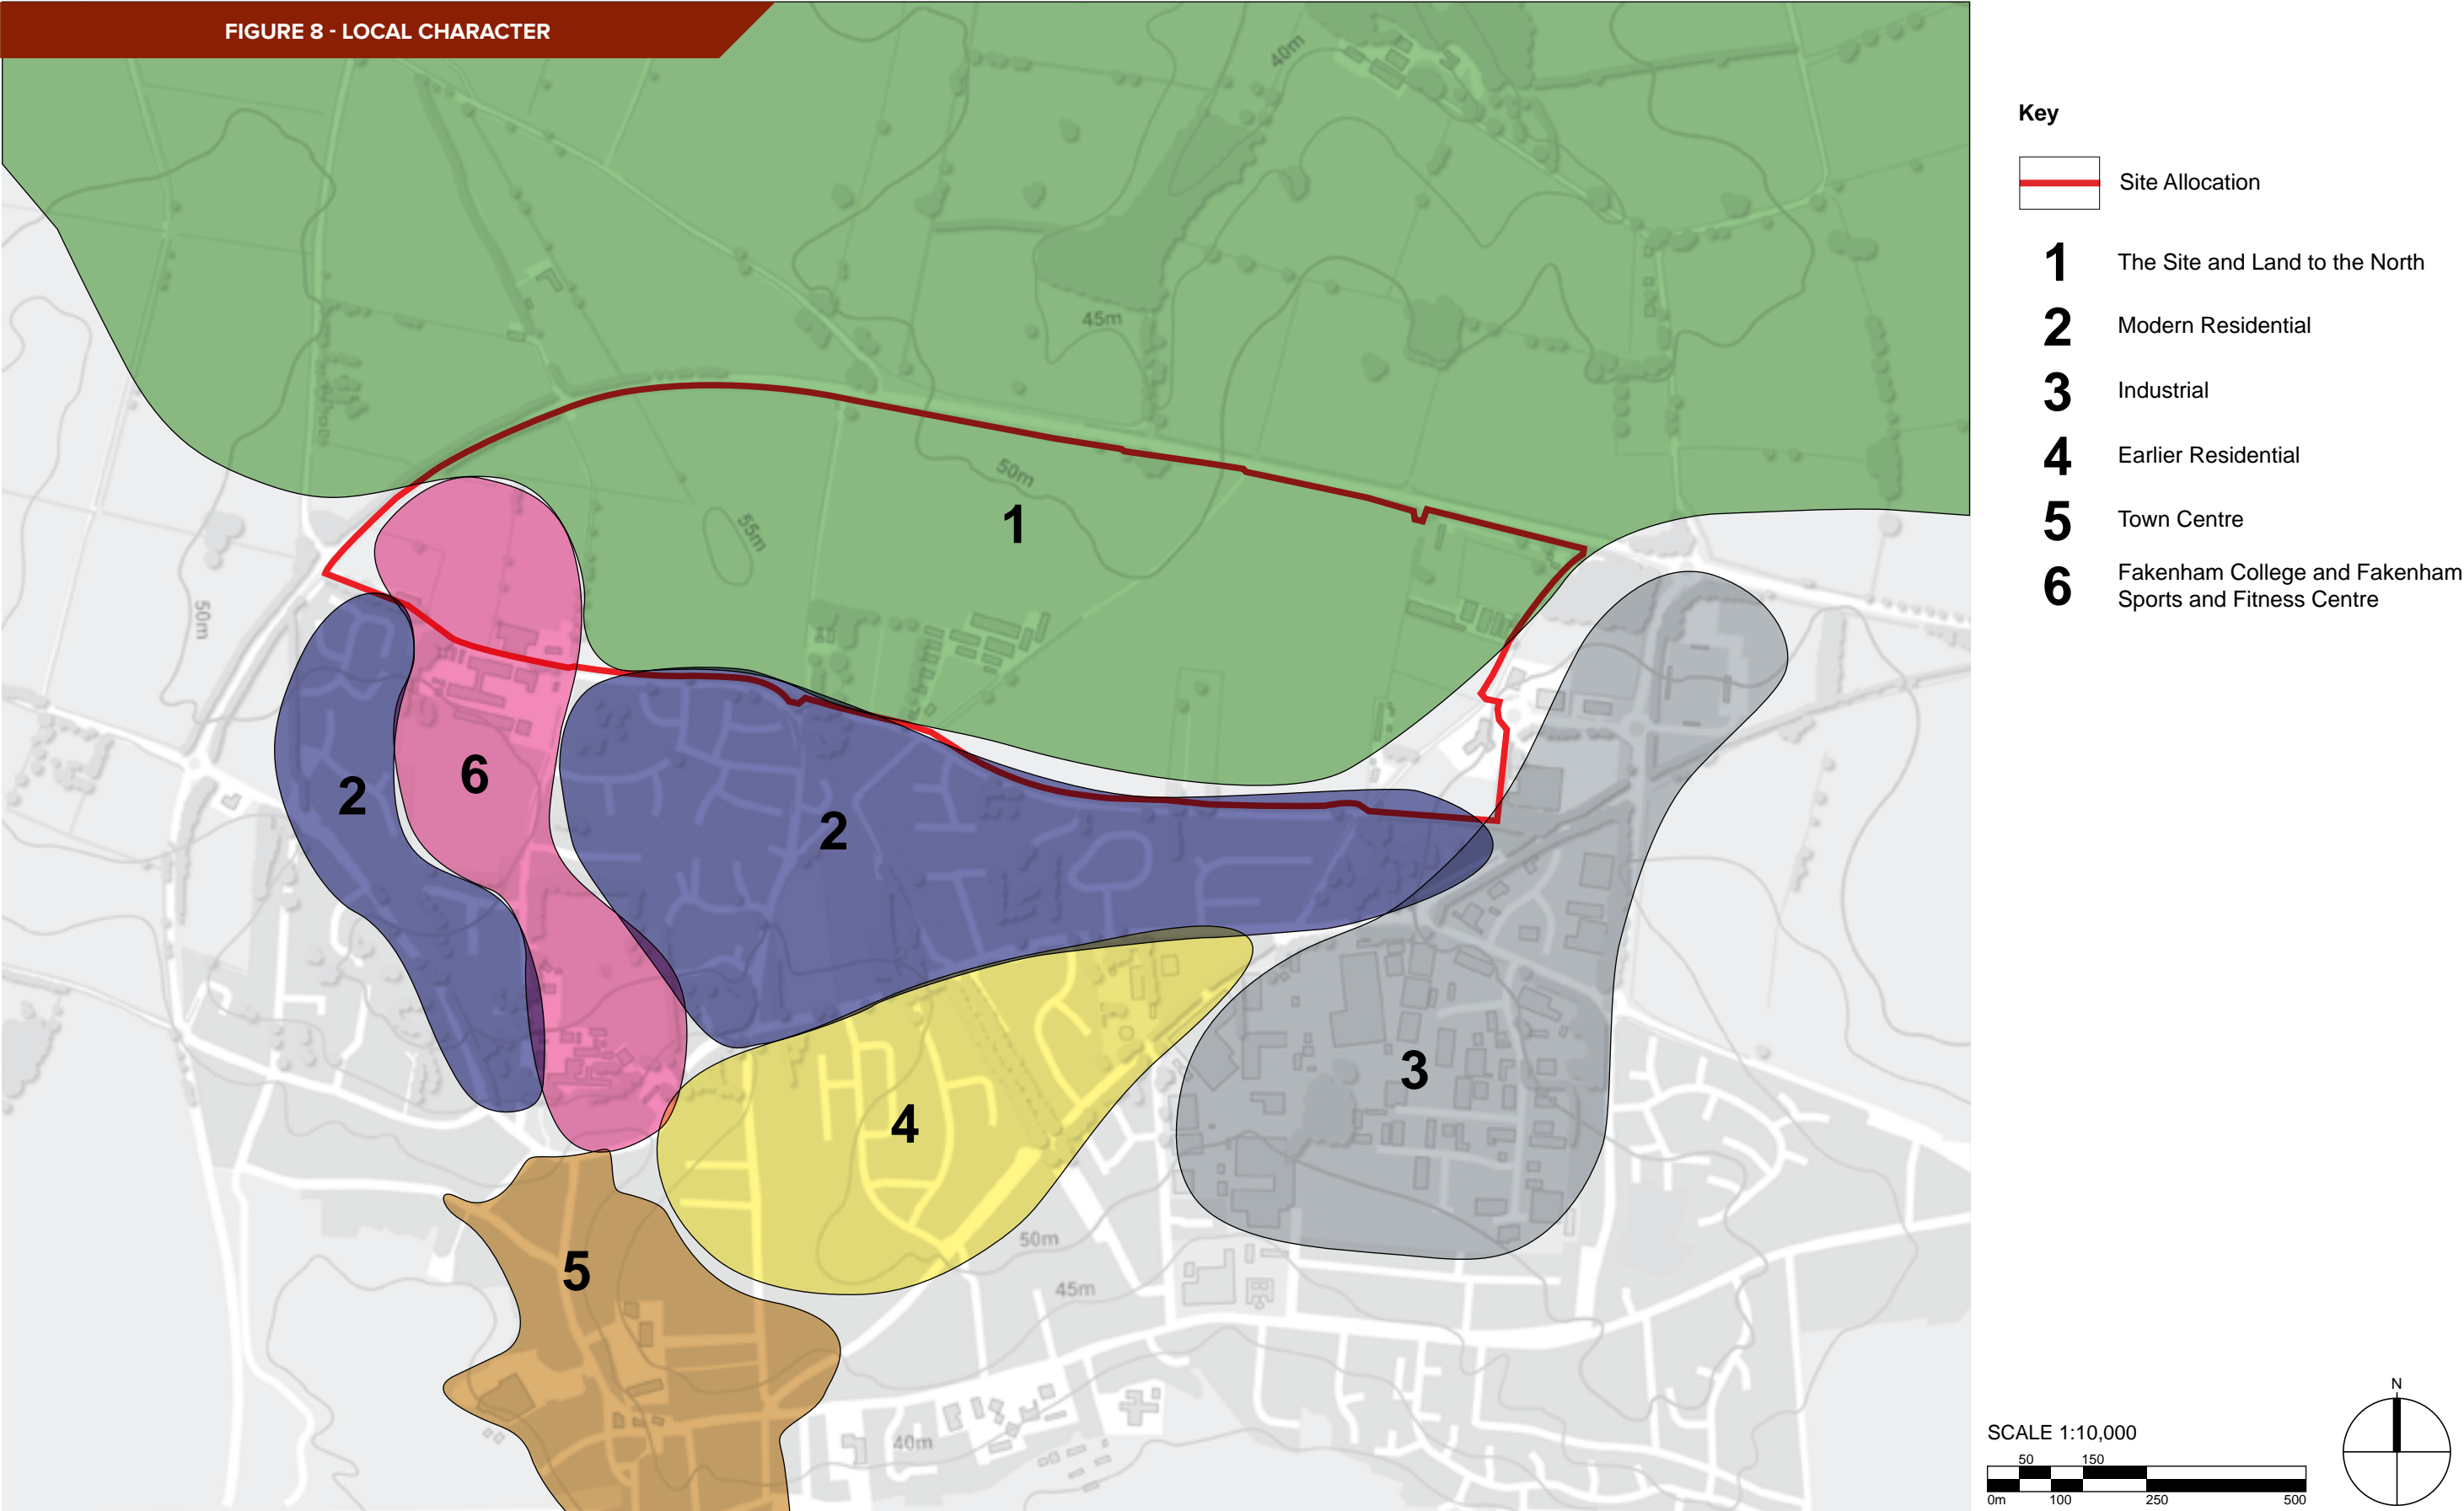 FIGURE 8 - LOCAL CHARACTER
40m
45m
50m
55m
50m
1
2
6
2
3
4
5
50m
45m
40m
Key
Site Allocation
1 The Site and Land to the North
2 Modern Residential
3 Industrial
4 Earlier Residential
5 Town Centre
6 Fakenham College and Fakenham
Sports and Fitness Centre
N
SCALE 1:10,000
50 150
0m 100 250 500